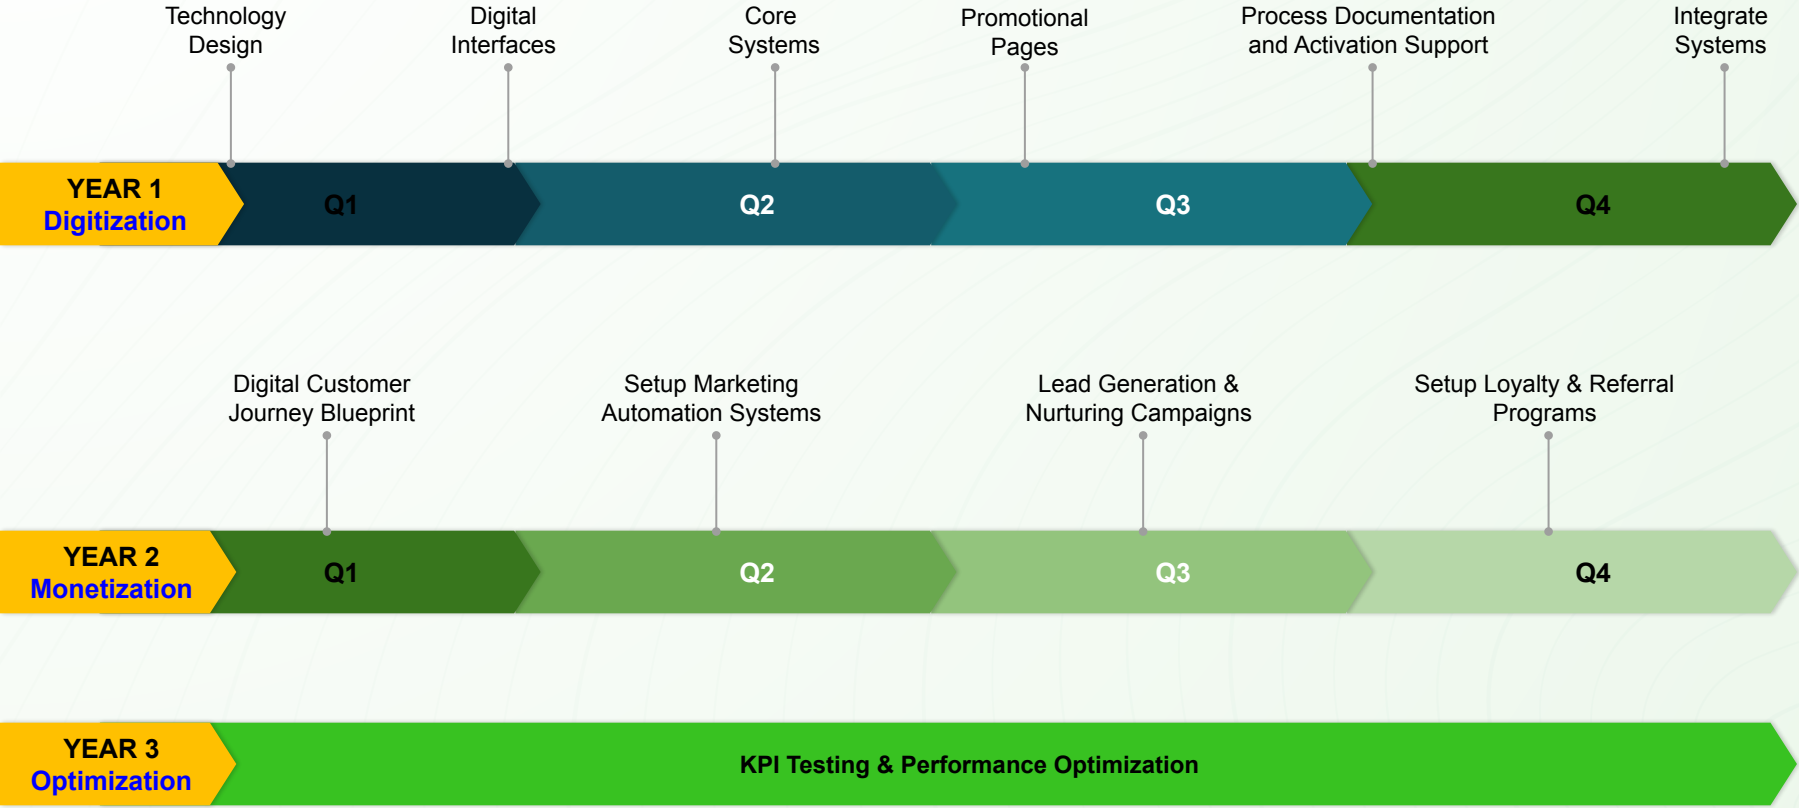 Technology
Design
Digital
Interfaces
Core
Systems
Promotional
Pages
Process Documentation
and Activation Support
Integrate
Systems
YEAR 1
Digitization
Q1
Q2
Q3
Q4
Digital Customer
Journey Blueprint
Setup Marketing
Automation Systems
Lead Generation &
Nurturing Campaigns
Setup Loyalty & Referral
Programs
YEAR 2
Monetization
Q1
Q2
Q3
Q4
YEAR 3
Optimization
KPI Testing & Performance Optimization